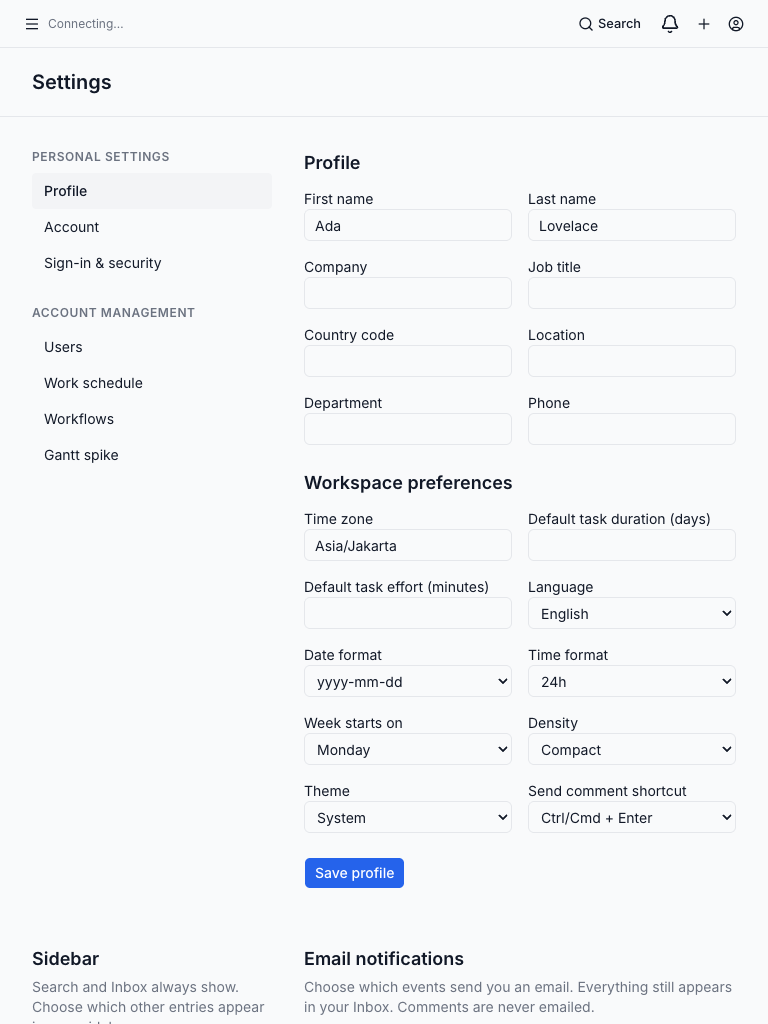 Connecting...
Search
Settings
PERSONAL SETTINGS
Profile
Account
Sign-in & security
ACCOUNT MANAGEMENT
Users
Work schedule
Workflows
Gantt spike
Profile
First name
Last name
Ada
Lovelace
Company
Job title
Country code
Location
Department
Phone
Workspace preferences
Time zone
Default task duration (days)
Asia/Jakarta
Default task effort (minutes)
Language
English
Date format
Time format
yyyy-mm-dd
24h
Week starts on
Density
Monday
Compact
Theme
Send comment shortcut
System
Ctrl/Cmd + Enter
Save profile
Sidebar
Search and Inbox always show.
Choose which other entries appear
Email notifications
Choose which events send you an email. Everything still appears
in your Inbox. Comments are never emailed.